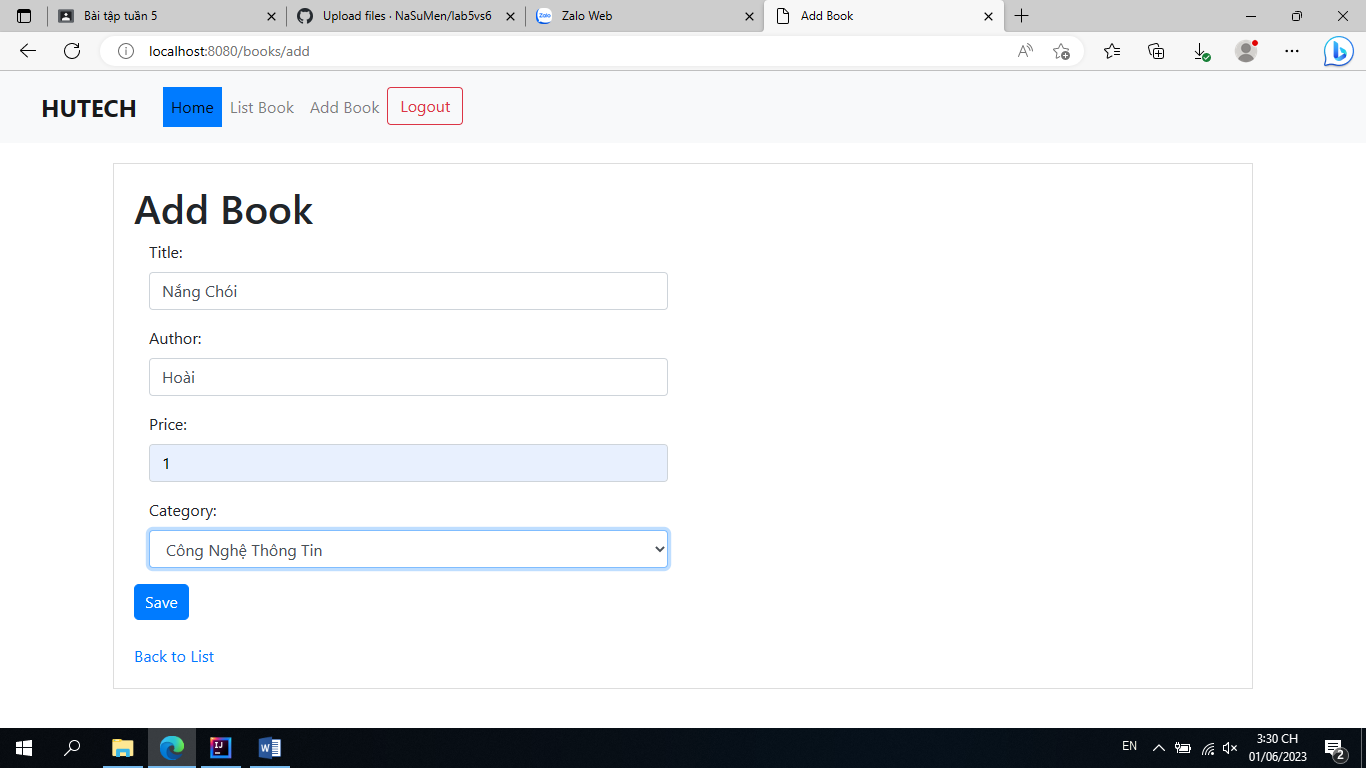 Bài tập tuần 5
Upload files · NaSuMen/lab5vs6
Zalo Web
Add Book
localhost:8080/books/add
HUTECH
Home
List Book
Add Book
Logout
Add Book
Title:
Nắng Chói
Author:
Hoài
Price:
1
Category:
Công Nghệ Thông Tin
Save
Back to List
EN
3:30 CH
01/06/2023
2